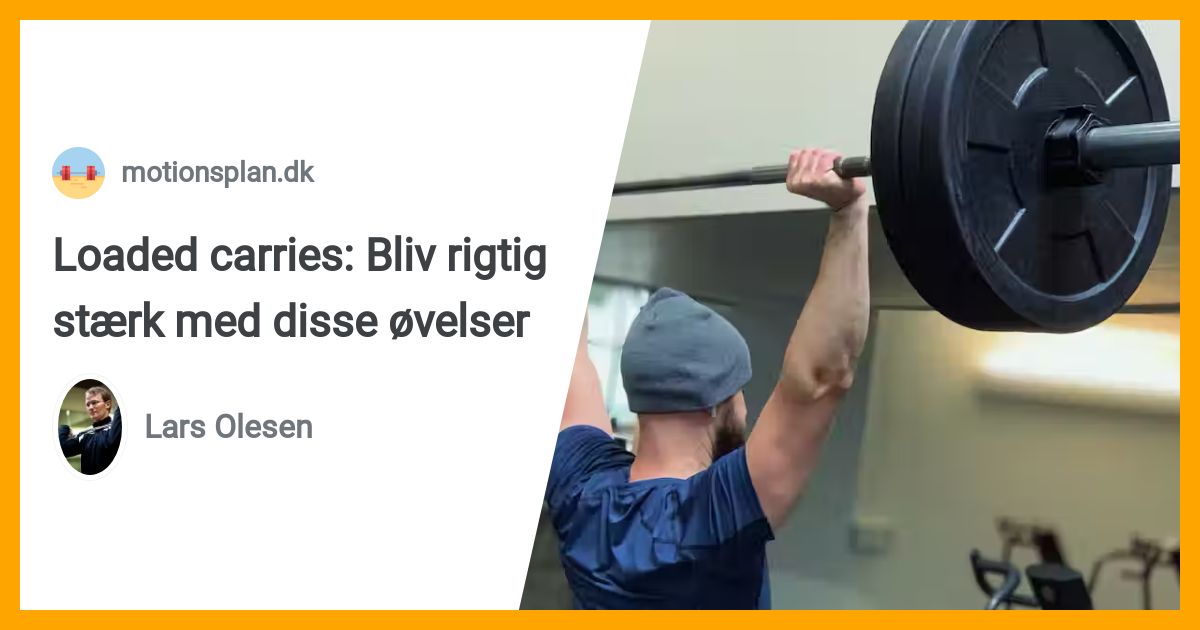 motionsplan.dk
Loaded carries: Bliv rigtig
stærk med disse øvelser
Lars Olesen